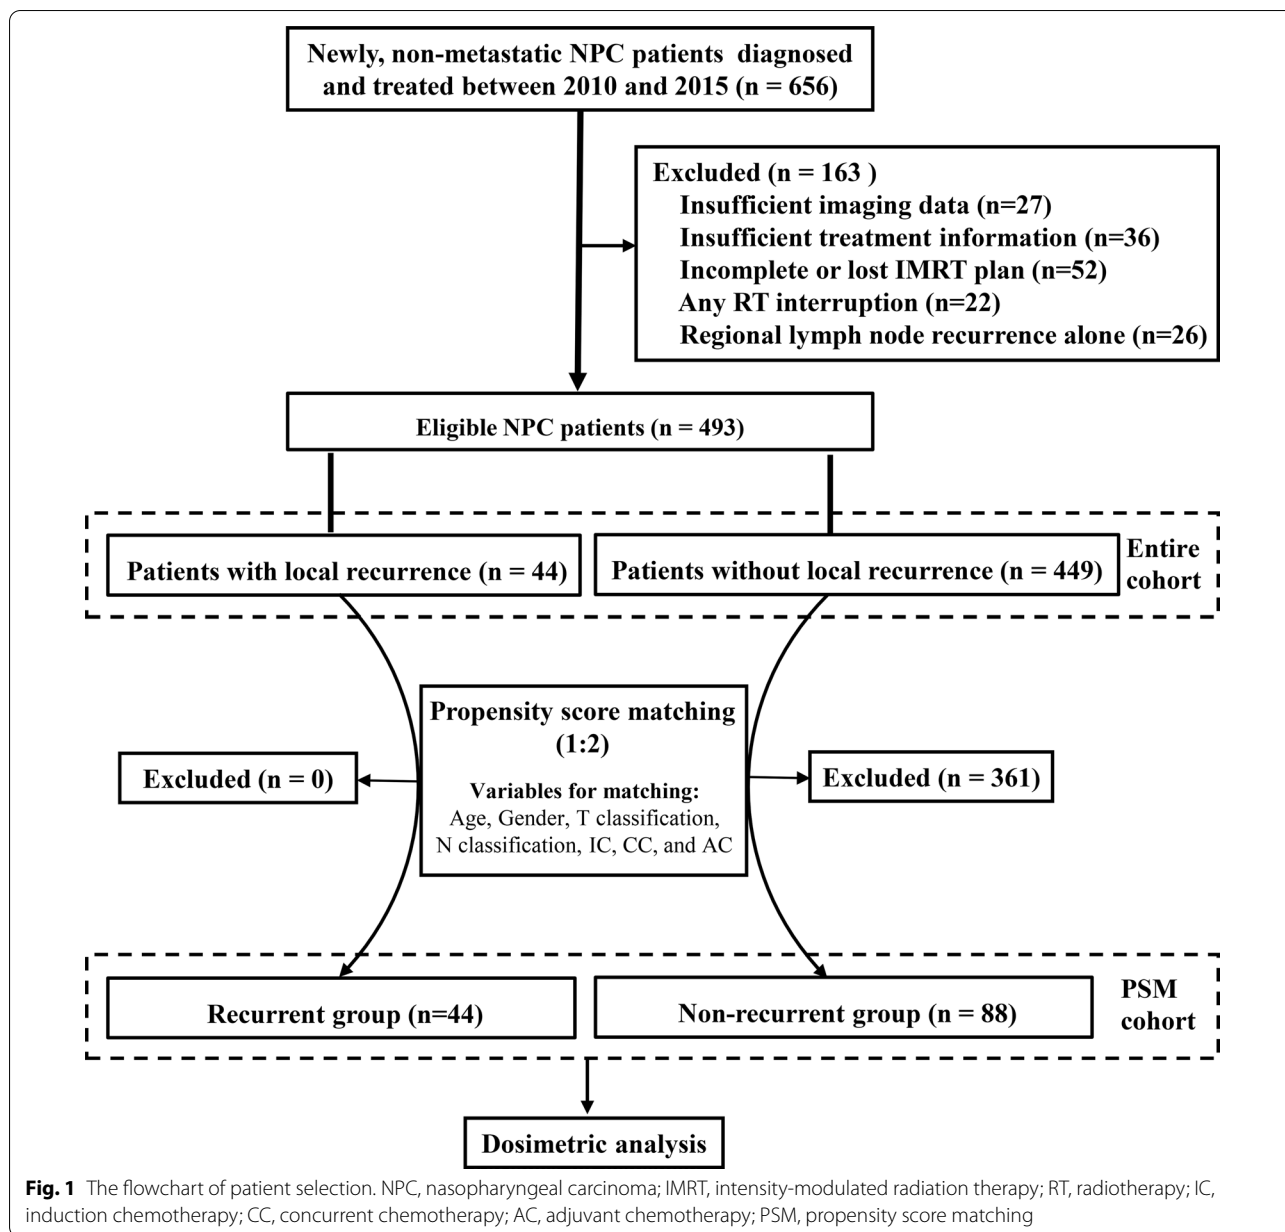 Newly, non-metastatic NPC patients diagnosed
and treated between 2010 and 2015 (n = 656)
Excluded (n = 163 )
Insufficient imaging data (n=27)
Insufficient treatment information (n=36)
Incomplete or lost IMRT plan (n=52)
Any RT interruption (n=22)
Regional lymph node recurrence alone (n=26)
Eligible NPC patients (n = 493)
Patients with local recurrence (n = 44)
Patients without local recurrence (n = 449)
Entire
cohort
Propensity score matching
(1:2)
Variables for matching:
Age, Gender, T classification,
N classification, IC, CC, and AC
Excluded (n = 0)
Excluded (n = 361)
Recurrent group (n=44)
Non-recurrent group (n = 88)
PSM
cohort
Dosimetric analysis
Fig. 1 The flowchart of patient selection. NPC, nasopharyngeal carcinoma; IMRT, intensity-modulated radiation therapy; RT, radiotherapy; IC,
induction chemotherapy; CC, concurrent chemotherapy; AC, adjuvant chemotherapy; PSM, propensity score matching